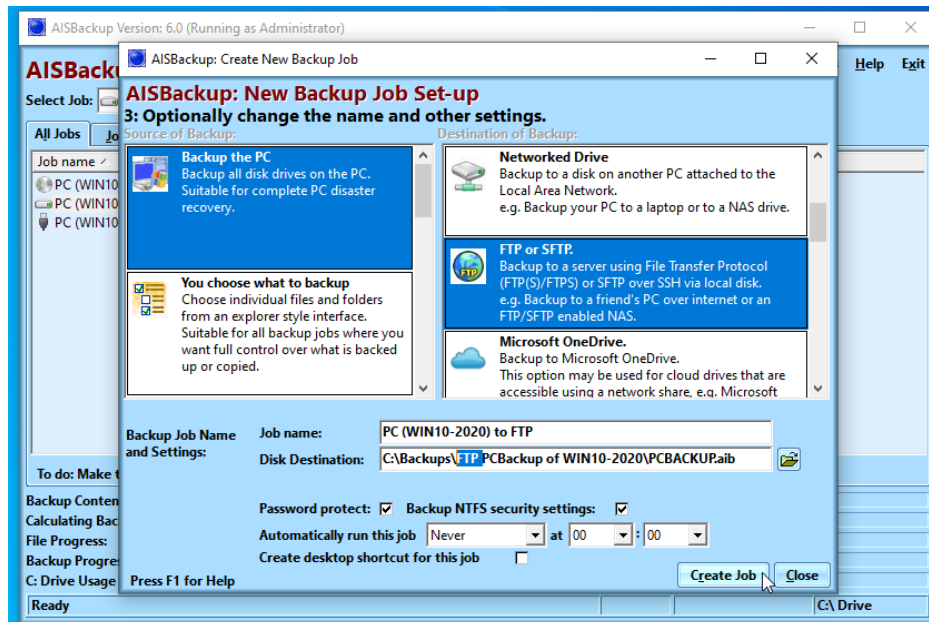 AISBackup Version: 6.0 (Running as Administrator)
AISBackup: Create New Backup Job
Help Exit
Select Job:
AISBackup: New Backup Job Set-up
3: Optionally change the name and other settings.
All Jobs
Source of Backup: Destination of Backup:
Job name
PC (WIN10
PC (WIN10
PC (WIN10
Backup the PC
Backup all disk drives on the PC.
Suitable for complete PC disaster
recovery.
You choose what to backup
Choose individual files and folders
from an explorer style interface.
Suitable for all backup jobs where you
want full control over what is backed
up or copied.
Networked Drive
Backup to a disk on another PC attached to the
Local Area Network.
e.g. Backup your PC to a laptop or to a NAS drive.
FTP or SFTP.
Backup to a server using File Transfer Protocol
(FTP(S)/FTPS) or SFTP over SSH via local disk.
e.g. Backup to a friend's PC over internet or an
FTP/SFTP enabled NAS.
Microsoft OneDrive.
Backup to Microsoft OneDrive.
This option may be used for cloud drives that are
accessible using a network share, e.g. Microsoft
Backup Job Name
and Settings:
Job name: PC (WIN10-2020) to FTP
Disk Destination: C:\Backups\FTP PCBackup of WIN10-2020\PCBACKUP.aib
Password protect: Backup NTFS security settings:
Automatically run this job Never at 00 : 00
Create desktop shortcut for this job
Press F1 for Help
Create Job Close
To do: Make
Backup Conten
Calculating Bac
File Progress:
Backup Progre
C: Drive Usage
Ready
C:\ Drive